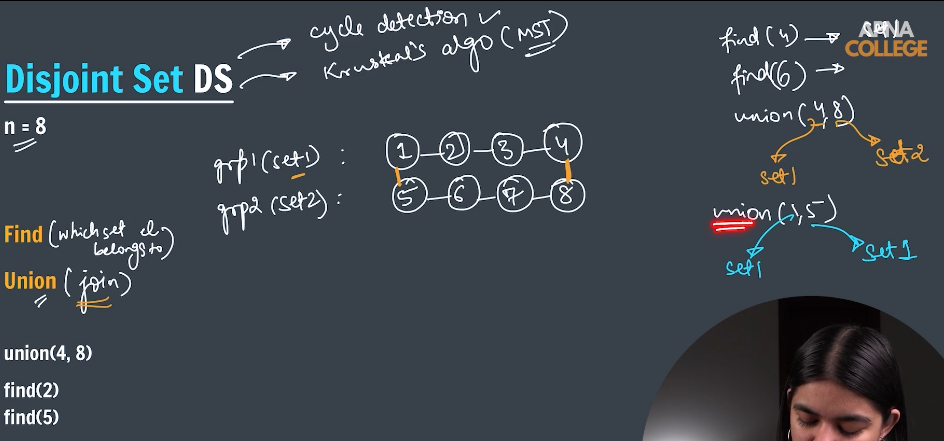 cycle detection ✓
Kruskal's algo (MST)
Disjoint Set DS
n = 8
grp1 (set1) :
1 2 3 4
grp2 (set2) :
5 6 7 8
Find (which set el
belongs to)
Union (join)
union(4, 8)
find(2)
find(5)
APNA
COLLEGE
find(4) →
find(6) →
union(4,8)
set1 set2
union(1,5)
set1 set1